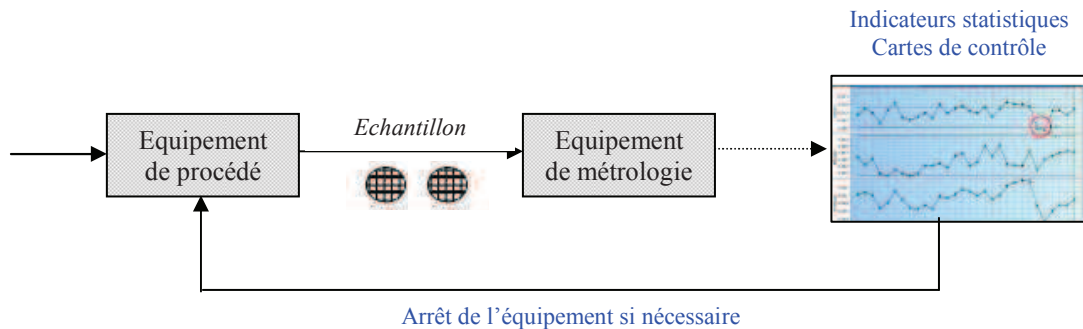 Indicateurs statistiques
Cartes de contrôle
Equipement
de procédé
Echantillon
Equipement
de métrologie
Arrêt de l'équipement si nécessaire